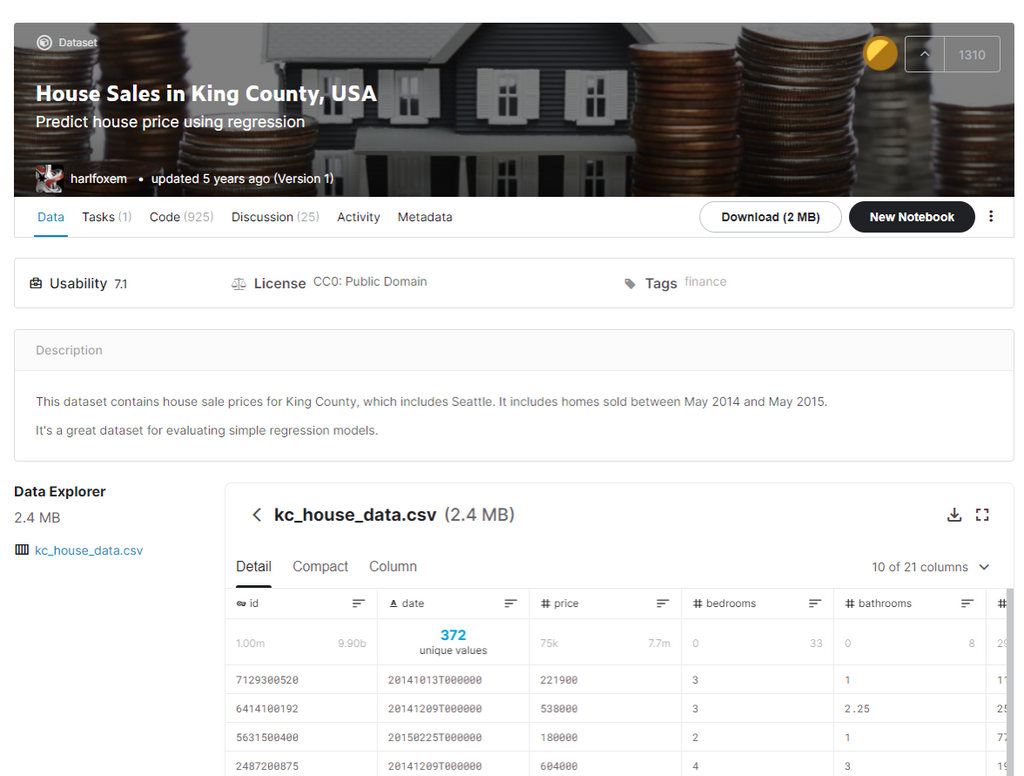 Dataset
1310
House Sales in King County, USA
Predict house price using regression
harlfoxem • updated 5 years ago (Version 1)
Data Tasks (1) Code (925) Discussion (25) Activity Metadata Download (2 MB) New Notebook
Usability 7.1 License CC0: Public Domain Tags finance
Description
This dataset contains house sale prices for King County, which includes Seattle. It includes homes sold between May 2014 and May 2015.
It's a great dataset for evaluating simple regression models.
Data Explorer
2.4 MB
kc_house_data.csv
kc_house_data.csv (2.4 MB)
Detail Compact Column 10 of 21 columns
id A date # price # bedrooms # bathrooms #
1.00m 9.90b 372 unique values 75k 7.7m 0 33 0 8
7129300520 20141013T000000 221900 3 1
6414100192 20141209T000000 538000 3 2.25
5631500400 20150225T000000 180000 2 1
2487200875 20141209T000000 604000 4 3